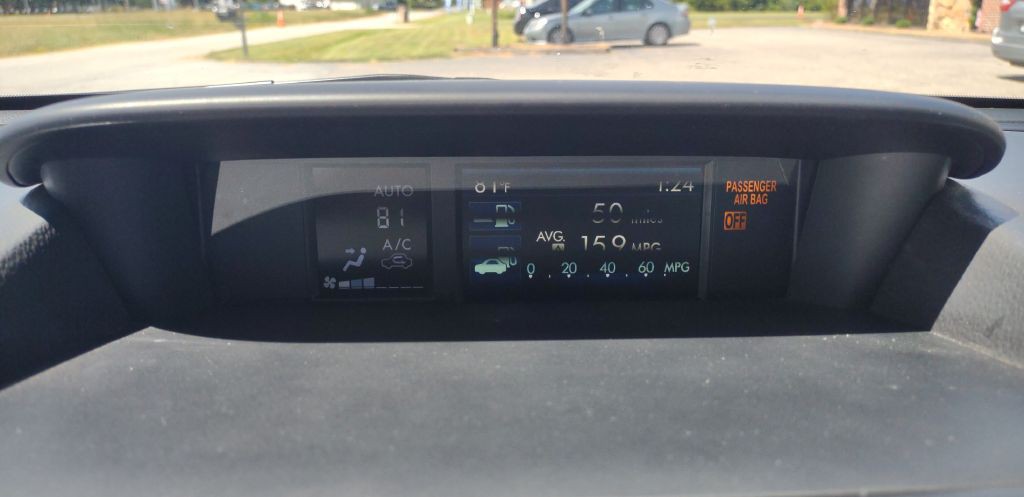 AUTO
81
A/C
81°F 1:24
50 miles
AVG. 15.9 MPG
0 20 40 60 MPG
PASSENGER
AIR BAG
OFF